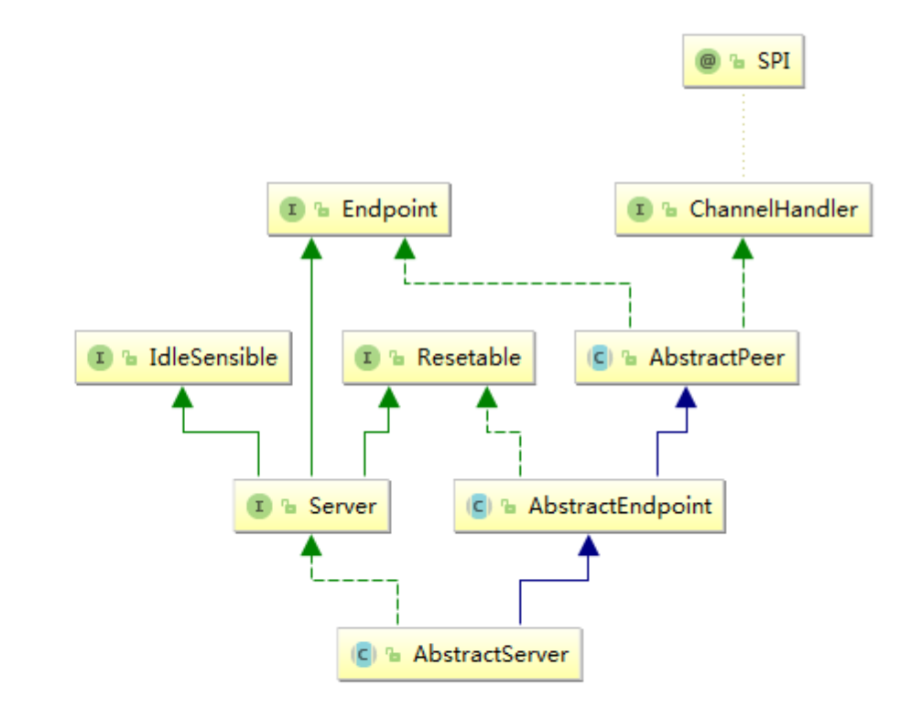 @ SPI
I Endpoint
I ChannelHandler
I IdleSensible
I Resetable
C AbstractPeer
I Server
C AbstractEndpoint
C AbstractServer